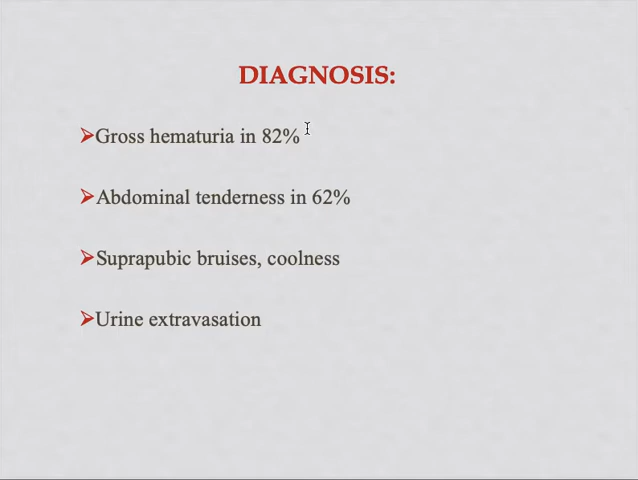 DIAGNOSIS:
➢Gross hematuria in 82%
➢Abdominal tenderness in 62%
➢Suprapubic bruises, coolness
➢Urine extravasation